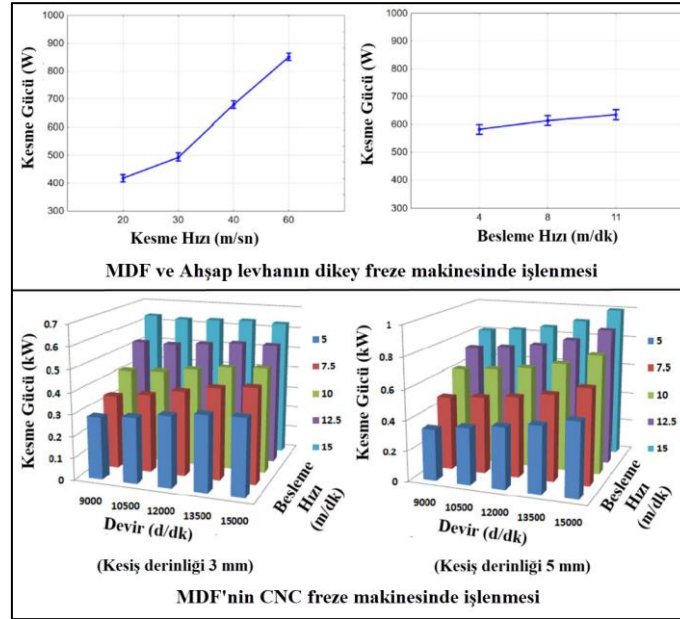 Kesme Gücü (W)
1000
900
800
700
600
500
400
300
20 30 40 60
Kesme Hızı (m/sn)
Kesme Gücü (W)
1000
900
800
700
600
500
400
300
4 8 11
Besleme Hızı (m/dk)
MDF ve Ahşap levhanın dikey freze makinesinde işlenmesi
Kesme Gücü (kW)
0.7
0.6
0.5
0.4
0.3
0.2
0.1
0
9000 10500 12000 13500 15000
Devir (d/dk)
Besleme
Hızı
(m/dk)
5
7.5
10
12.5
15
(Kesiş derinliği 3 mm)
Kesme Gücü (kW)
1
0.8
0.6
0.4
0.2
0
9000 10500 12000 13500 15000
Devir (d/dk)
Besleme
Hızı
(m/dk)
5
7.5
10
12.5
15
(Kesiş derinliği 5 mm)
MDF'nin CNC freze makinesinde işlenmesi